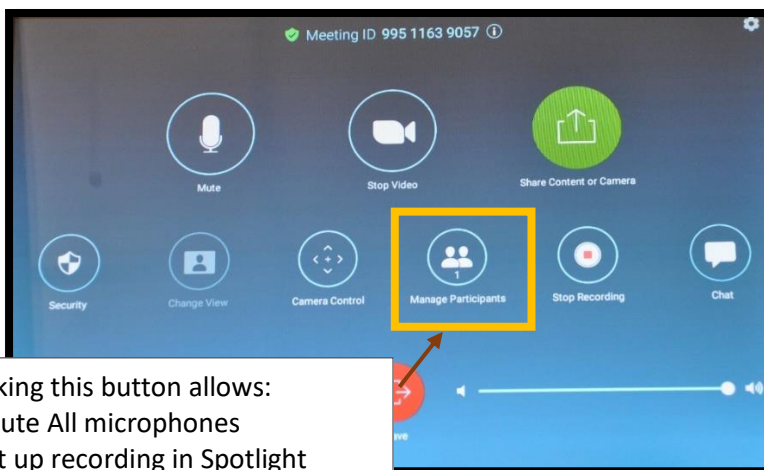 Meeting ID 995 1163 9057
Mute
Stop Video
Share Content or Camera
1
Security
Change View
Camera Control
Manage Participants
Stop Recording
Chat
king this button allows:
ute All microphones
t up recording in Spotlight
ave